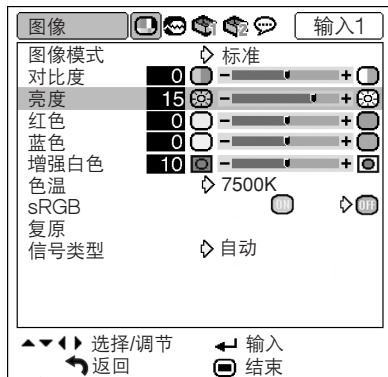 图像 输入1
图像模式 标准
对比度 0 - +
亮度 15 - +
红色 0 - +
蓝色 0 - +
增强白色 10 - +
色温 7500K
sRGB ON OFF
复原
信号类型 自动
选择/调节 输入
返回 结束